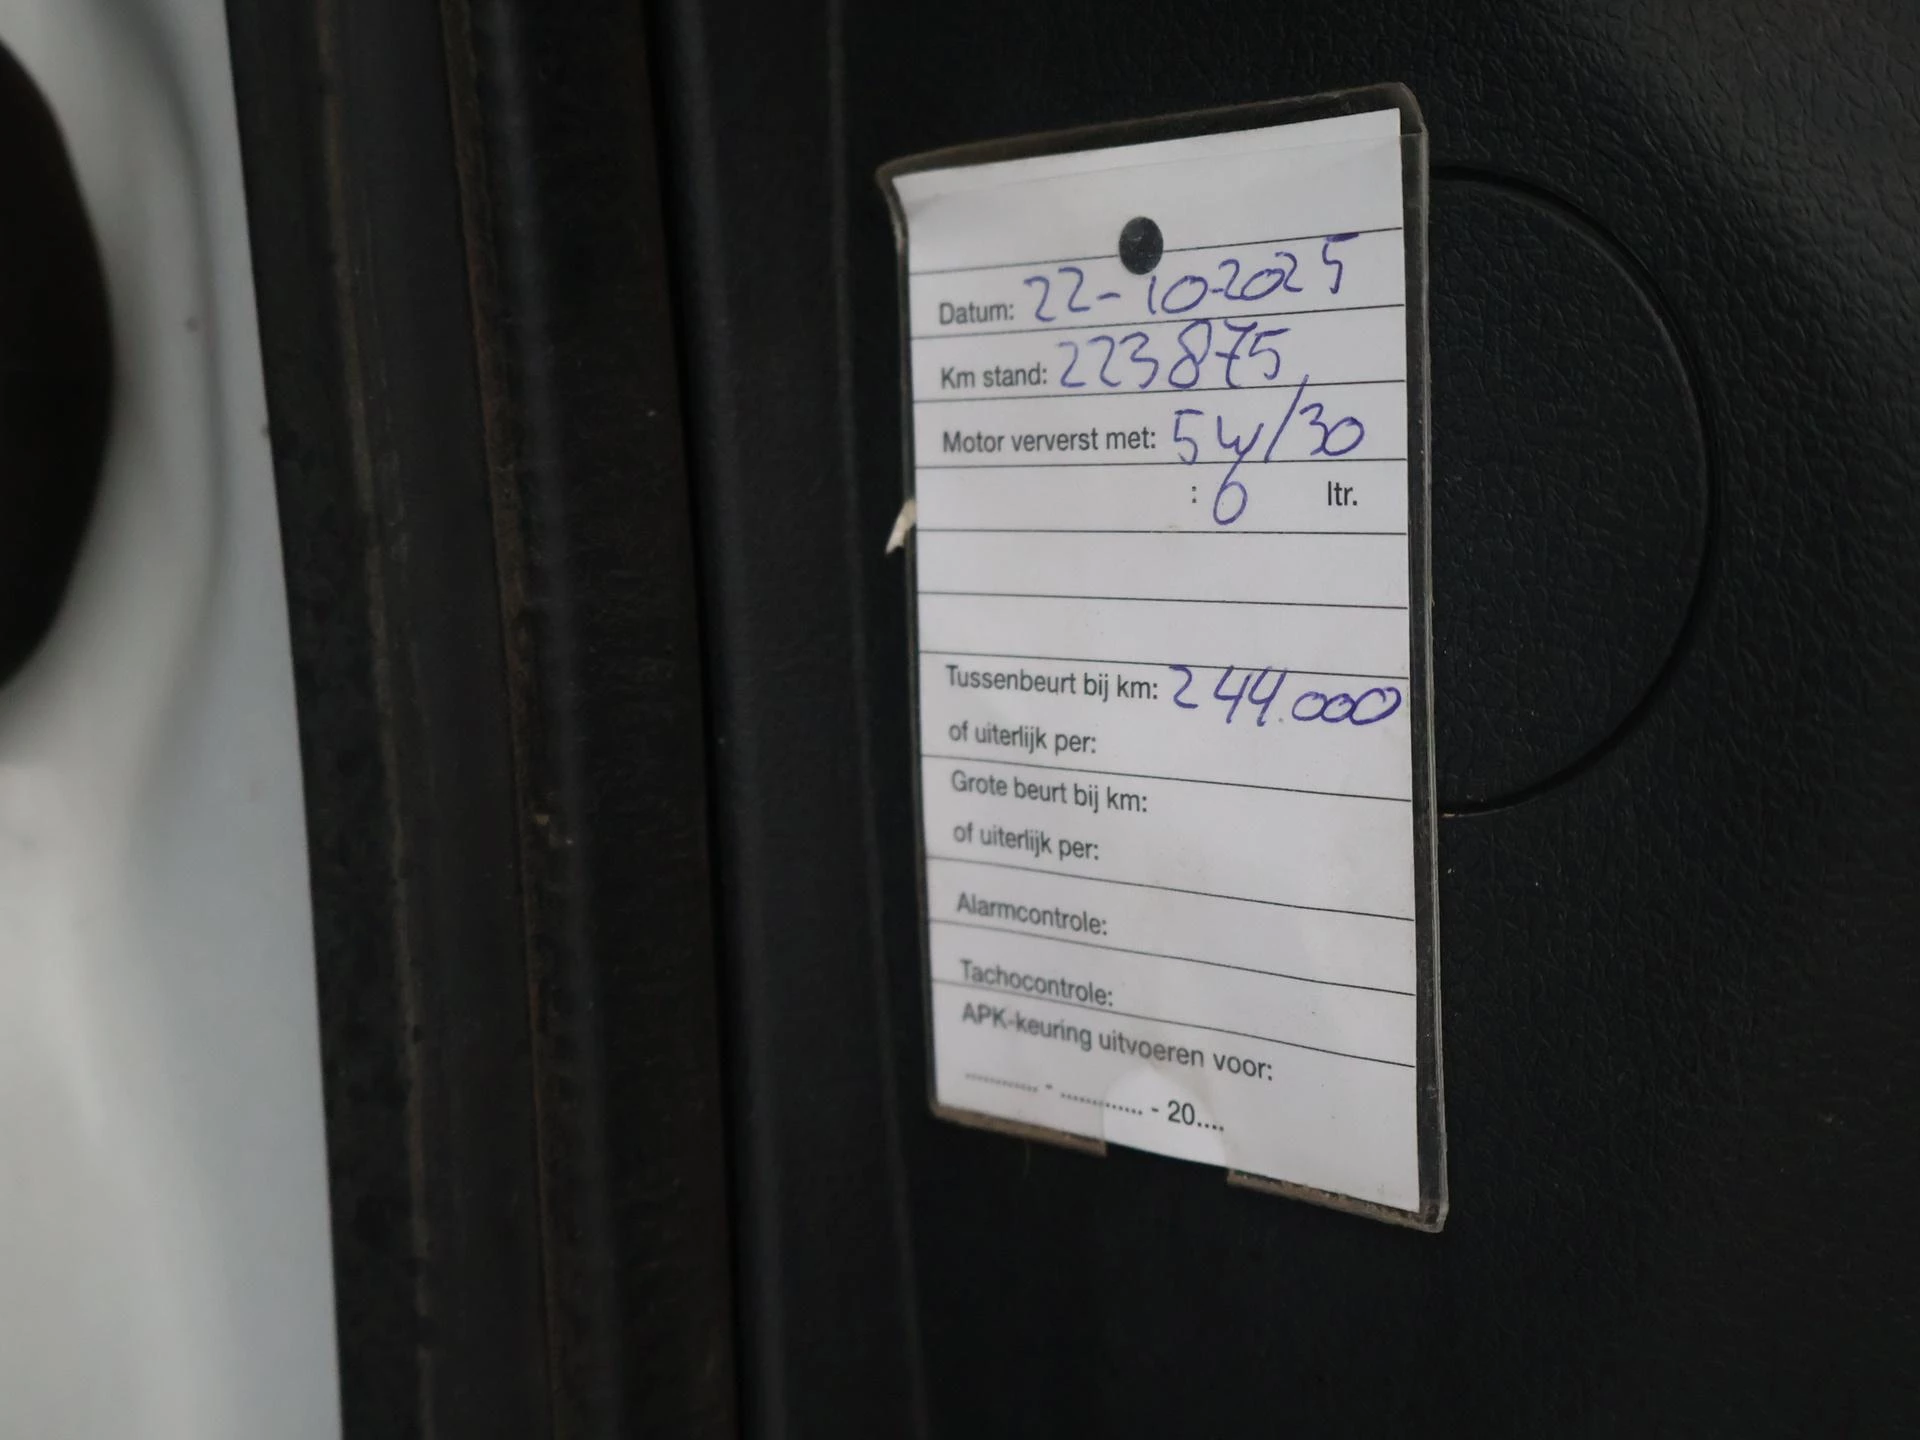 Datum: 22-10-2025
Km stand: 223875
Motor ververst met: 5w/30
: 6 ltr.
Tussenbeurt bij km: 244.000
of uiterlijk per:
Grote beurt bij km:
of uiterlijk per:
Alarmcontrole:
Tachocontrole:
APK-keuring uitvoeren voor:
............ - .............. - 20....